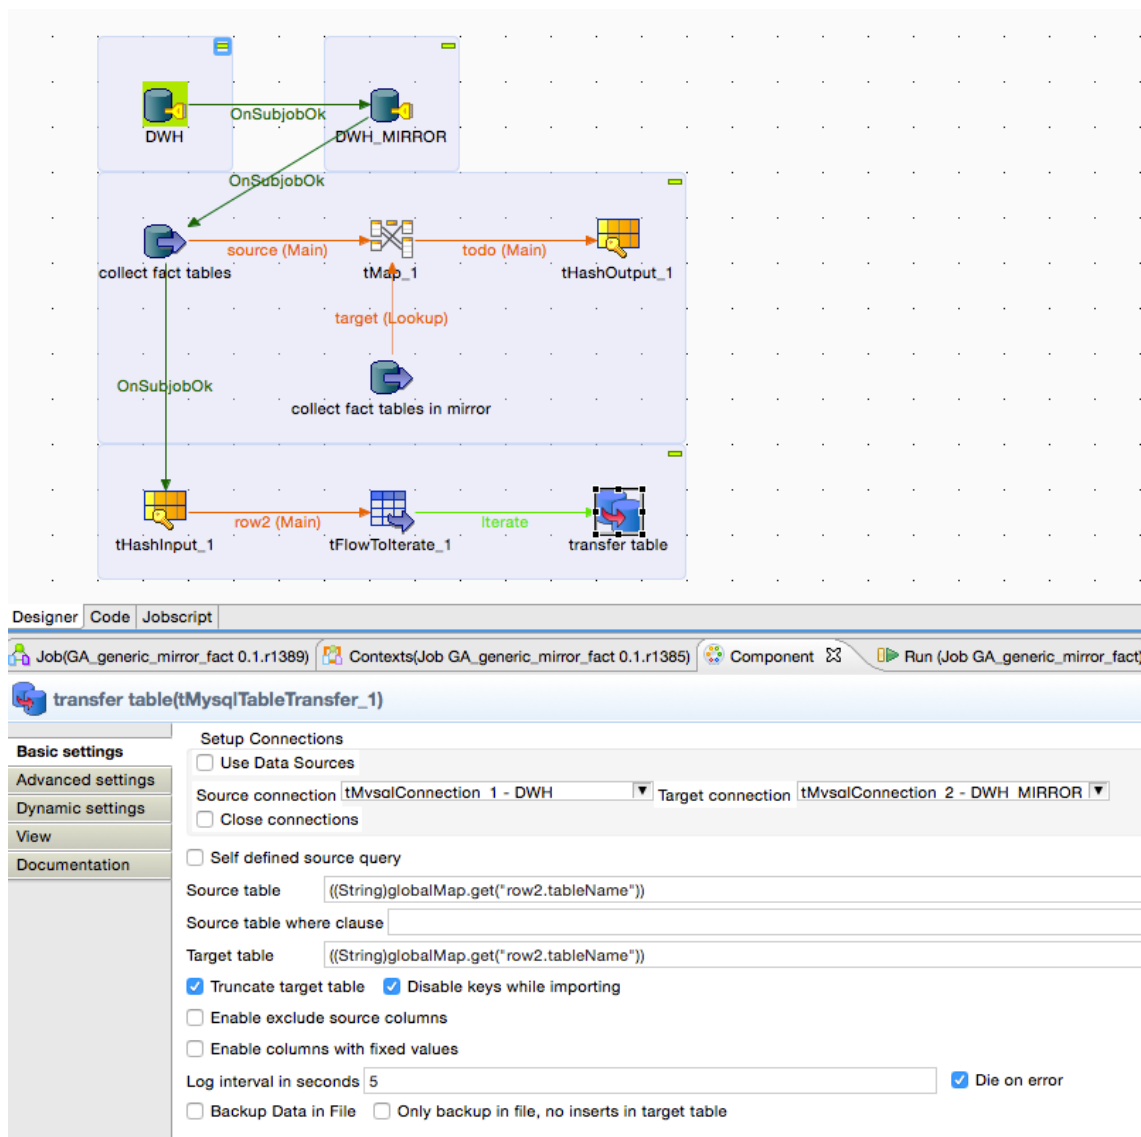 OnSubjobOk
DWH
DWH_MIRROR
OnSubjobOk
source (Main)
todo (Main)
collect fact tables
tMap_1
tHashOutput_1
target (Lookup)
OnSubjobOk
collect fact tables in mirror
row2 (Main)
Iterate
tHashInput_1
tFlowToIterate_1
transfer table
Designer Code Jobscript
Job(GA_generic_mirror_fact 0.1.r1389) Contexts(Job GA_generic_mirror_fact 0.1.r1385) Component Run (Job GA_generic_mirror_fact)
transfer table(tMysqlTableTransfer_1)
Basic settings
Advanced settings
Dynamic settings
View
Documentation
Setup Connections
Use Data Sources
Source connection tMysqlConnection_1 - DWH Target connection tMysqlConnection_2 - DWH_MIRROR
Close connections
Self defined source query
Source table ((String)globalMap.get("row2.tableName"))
Source table where clause
Target table ((String)globalMap.get("row2.tableName"))
Truncate target table Disable keys while importing
Enable exclude source columns
Enable columns with fixed values
Log interval in seconds 5 Die on error
Backup Data in File Only backup in file, no inserts in target table